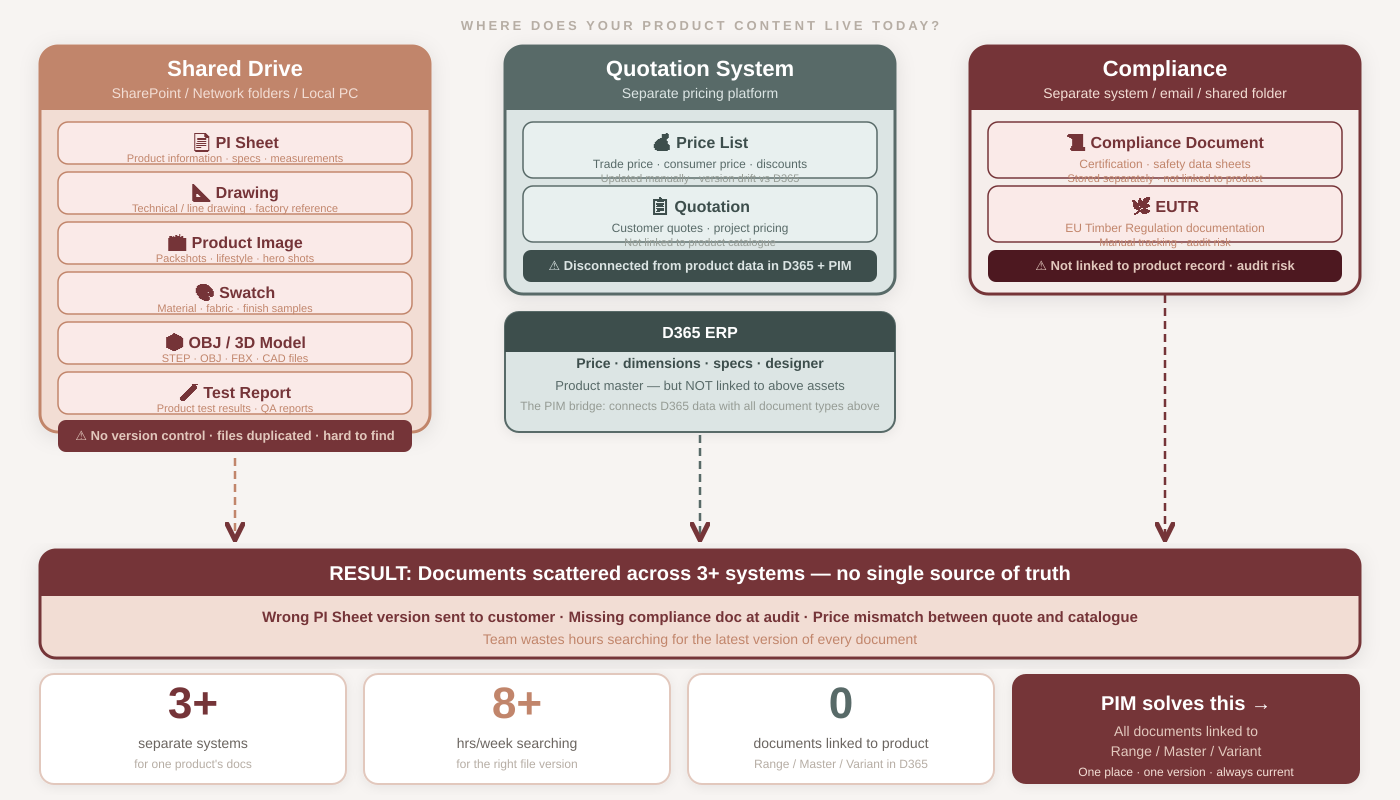 WHERE DOES YOUR PRODUCT CONTENT LIVE TODAY?
Shared Drive
SharePoint / Network folders / Local PC
PI Sheet
Product information · specs · measurements
Drawing
Technical / line drawing · factory reference
Product Image
Packshots · lifestyle · hero shots
Swatch
Material · fabric · finish samples
OBJ / 3D Model
STEP · OBJ · FBX · CAD files
Test Report
Product test results · QA reports
⚠ No version control · files duplicated · hard to find
Quotation System
Separate pricing platform
Price List
Trade price · consumer price · discounts
Updated manually · version drift vs D365
Quotation
Customer quotes · project pricing
Not linked to product catalogue
⚠ Disconnected from product data in D365 + PIM
D365 ERP
Price · dimensions · specs · designer
Product master — but NOT linked to above assets
The PIM bridge: connects D365 data with all document types above
Compliance
Separate system / email / shared folder
Compliance Document
Certification · safety data sheets
Stored separately · not linked to product
EUTR
EU Timber Regulation documentation
Manual tracking · audit risk
⚠ Not linked to product record · audit risk
RESULT: Documents scattered across 3+ systems — no single source of truth
Wrong PI Sheet version sent to customer · Missing compliance doc at audit · Price mismatch between quote and catalogue
Team wastes hours searching for the latest version of every document
3+
separate systems
for one product's docs
8+
hrs/week searching
for the right file version
0
documents linked to product
Range / Master / Variant in D365
PIM solves this →
All documents linked to
Range / Master / Variant
One place · one version · always current